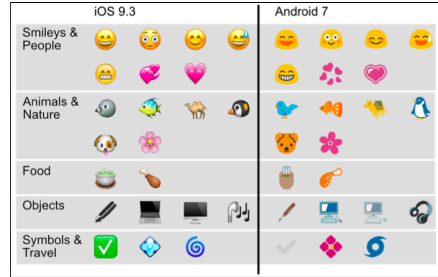 iOS 9.3 Android 7
Smileys &
People
Animals &
Nature
Food
Objects
Symbols &
Travel